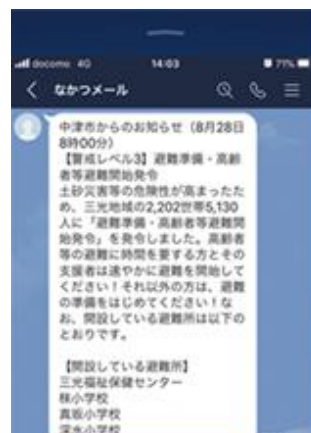 docomo 4G 14:03 71%
なかつメール
中津市からのお知らせ（8月28日
8時00分）
【警戒レベル3】避難準備・高齢
者等避難開始発令
土砂災害等の危険性が高まったた
め、三光地域の2,202世帯5,130
人に「避難準備・高齢者等避難開
始発令」を発令しました。高齢者
等の避難に時間を要する方とその
支援者は速やかに避難を開始して
ください！それ以外の方は、避難
の準備をはじめてください！な
お、開設している避難所は以下の
とおりです。
【開設している避難所】
三光福祉保健センター
秣小学校
真坂小学校
深水小学校